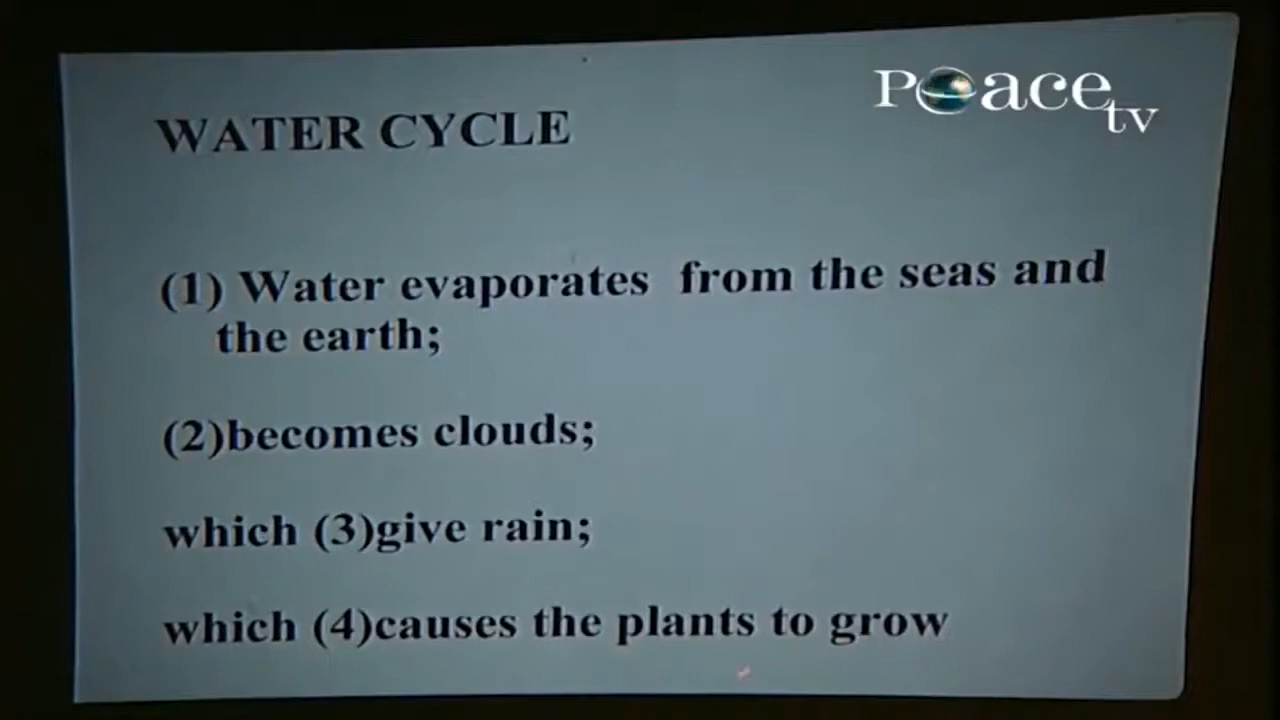 Peace tv
WATER CYCLE
(1) Water evaporates from the seas and
the earth;
(2)becomes clouds;
which (3)give rain;
which (4)causes the plants to grow